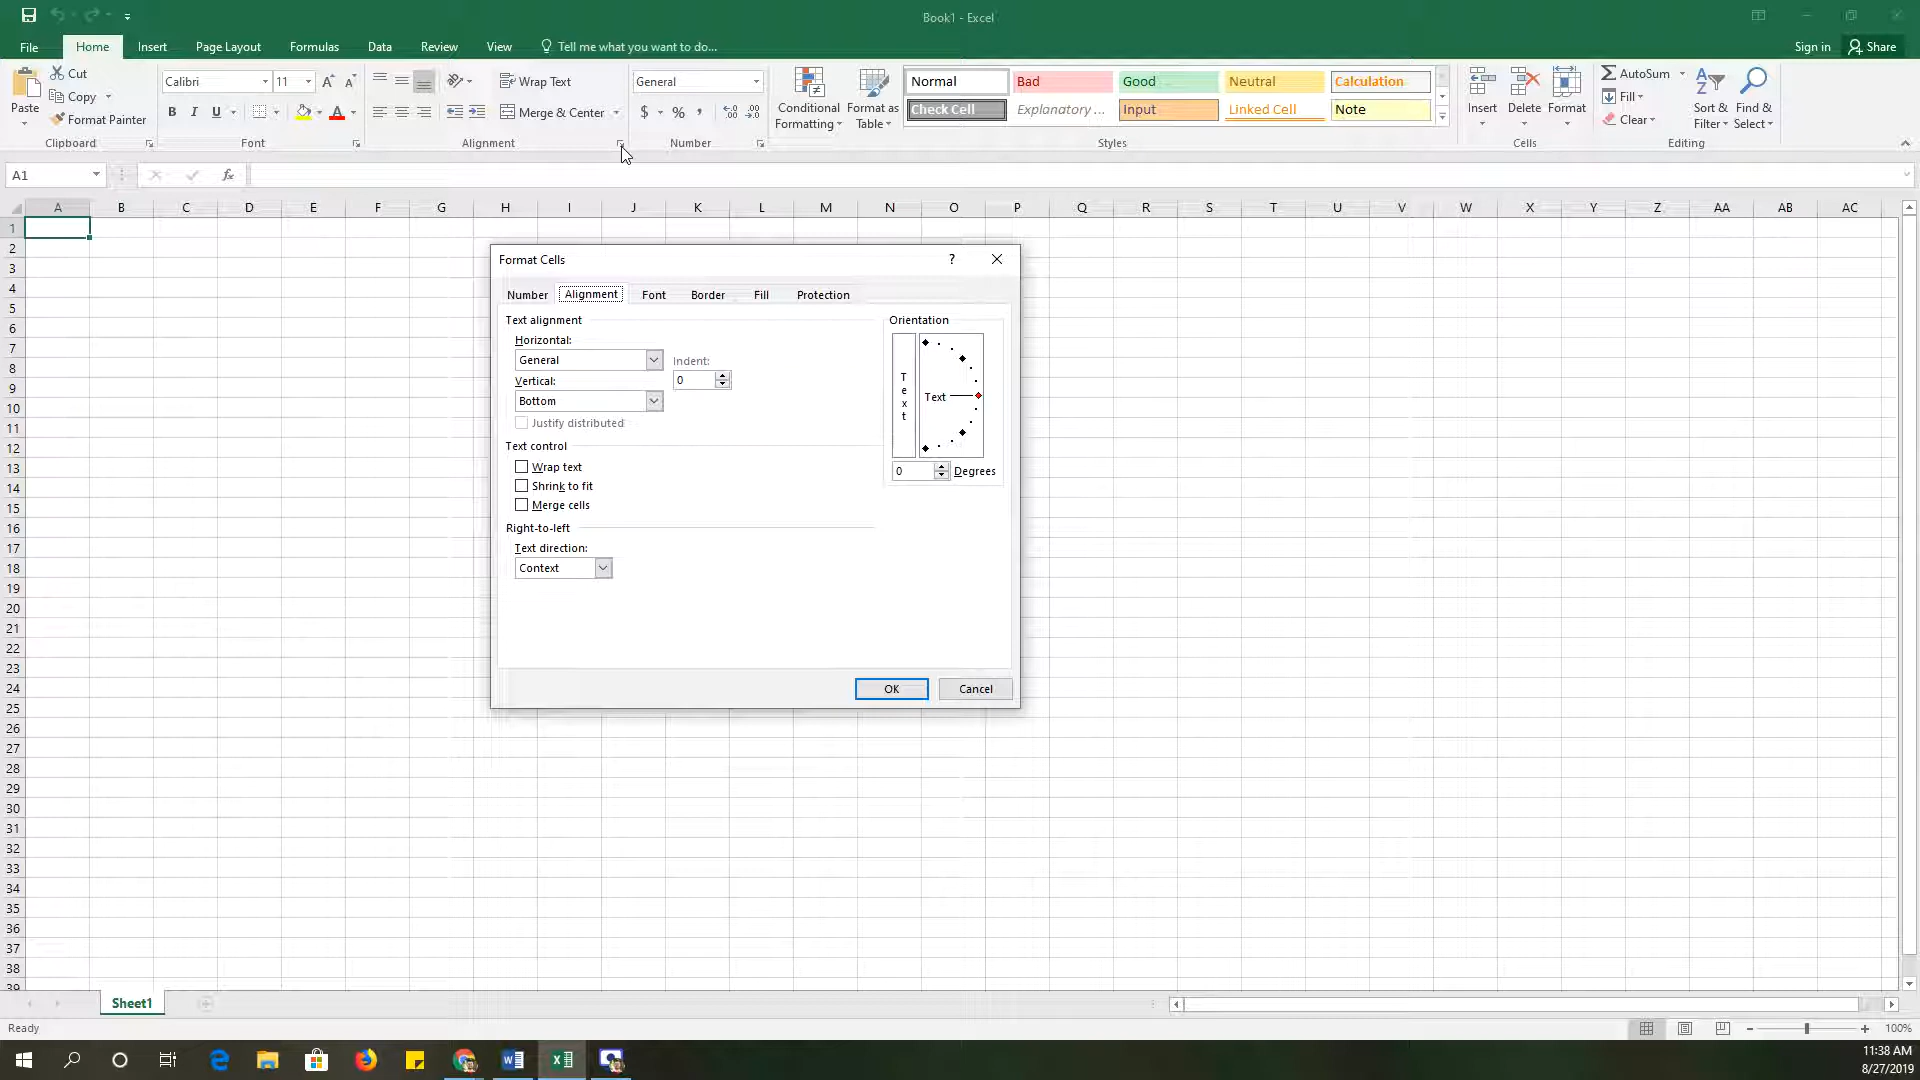 Book1 - Excel
File Home Insert Page Layout Formulas Data Review View Tell me what you want to do... Sign in Share
Paste
Cut
Copy
Format Painter
Clipboard
Calibri 11
B I U A
Font
Wrap Text
Merge & Center
Alignment
General
$ % ,
Number
Conditional Formatting
Format as Table
Normal Bad Good Neutral Calculation
Check Cell Explanatory ... Input Linked Cell Note
Styles
Insert Delete Format
Cells
AutoSum
Fill
Clear
Sort & Filter
Find & Select
Editing
A1 fx
A B C D E F G H I J K L M N O P Q R S T U V W X Y Z AA AB AC
1
2
3
4
5
6
7
8
9
10
11
12
13
14
15
16
17
18
19
20
21
22
23
24
25
26
27
28
29
30
31
32
33
34
35
36
37
38
39
Format Cells ?
Number Alignment Font Border Fill Protection
Text alignment
Horizontal:
General
Indent:
0
Vertical:
Bottom
Justify distributed
Text control
Wrap text
Shrink to fit
Merge cells
Right-to-left
Text direction:
Context
Orientation
Text
Text
0 Degrees
OK Cancel
Sheet1
Ready 100%
11:38 AM
8/27/2019